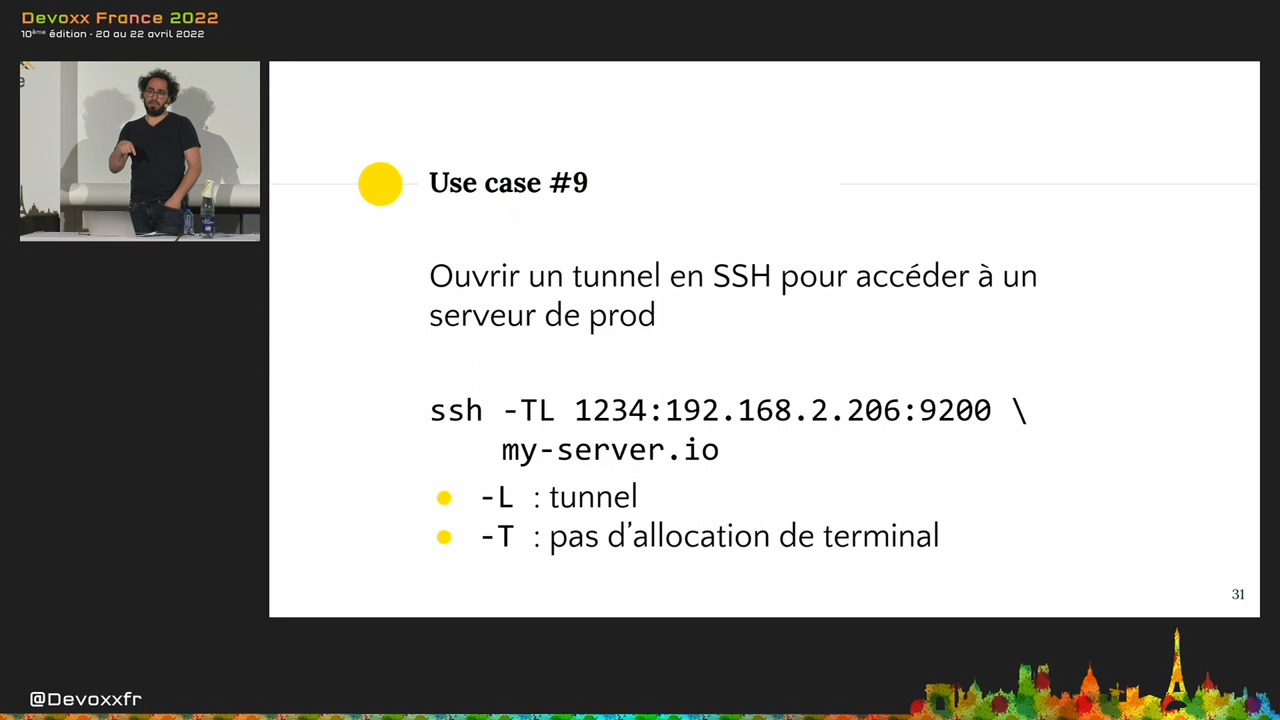 Devoxx France 2022
10ème édition - 20 au 22 avril 2022
Use case #9
Ouvrir un tunnel en SSH pour accéder à un
serveur de prod
ssh -TL 1234:192.168.2.206:9200 \
my-server.io
-L : tunnel
-T : pas d’allocation de terminal
31
@Devoxxfr